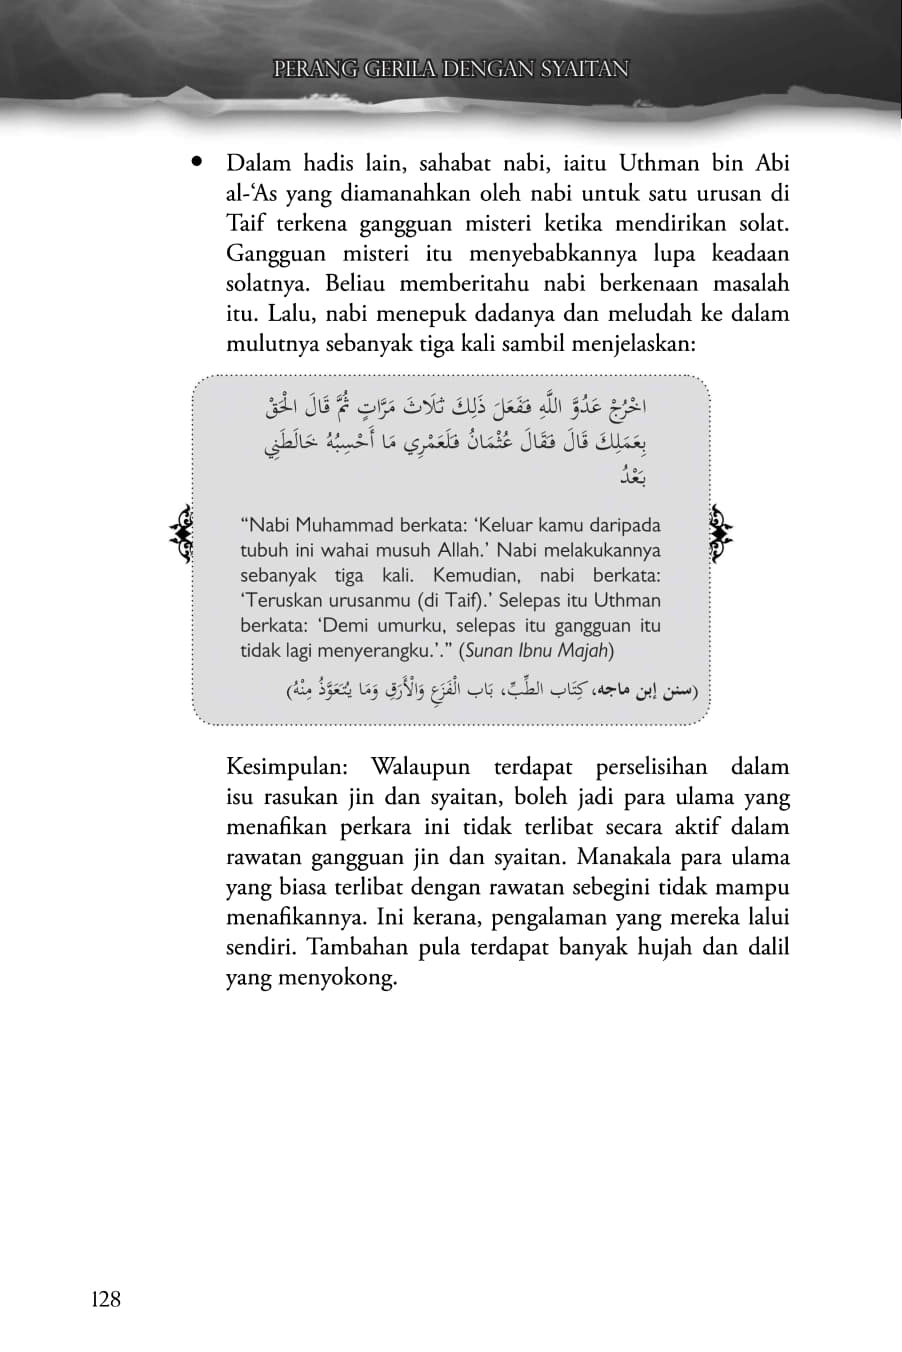 PERANG GERILA DENGAN SYAITAN
• Dalam hadis lain, sahabat nabi, iaitu Uthman bin Abi
al-‘As yang diamanahkan oleh nabi untuk satu urusan di
Taif terkena gangguan misteri ketika mendirikan solat.
Gangguan misteri itu menyebabkannya lupa keadaan
solatnya. Beliau memberitahu nabi berkenaan masalah
itu. Lalu, nabi menepuk dadanya dan meludah ke dalam
mulutnya sebanyak tiga kali sambil menjelaskan:
اخْرُجْ عَدُوَّ اللَّهِ فَفَعَلَ ذَلِكَ ثَلَاثَ مَرَّاتٍ ثُمَّ قَالَ الْحَقْ
بِعَمَلِكَ قَالَ فَقَالَ عُثْمَانُ فَلَعَمْرِي مَا أَحْسِبُهُ خَالَطَنِي
بَعْدُ
“Nabi Muhammad berkata: ‘Keluar kamu daripada
tubuh ini wahai musuh Allah.’ Nabi melakukannya
sebanyak tiga kali. Kemudian, nabi berkata:
‘Teruskan urusanmu (di Taif).’ Selepas itu Uthman
berkata: ‘Demi umurku, selepas itu gangguan itu
tidak lagi menyerangku.’.” (Sunan Ibnu Majah)
(سنن إبن ماجه، كِتَاب الطِّبِّ، بَاب الْفَزَعِ وَالْأَرَقِ وَمَا يُتَعَوَّذُ مِنْهُ)
Kesimpulan: Walaupun terdapat perselisihan dalam
isu rasukan jin dan syaitan, boleh jadi para ulama yang
menafikan perkara ini tidak terlibat secara aktif dalam
rawatan gangguan jin dan syaitan. Manakala para ulama
yang biasa terlibat dengan rawatan sebegini tidak mampu
menafikannya. Ini kerana, pengalaman yang mereka lalui
sendiri. Tambahan pula terdapat banyak hujah dan dalil
yang menyokong.
128